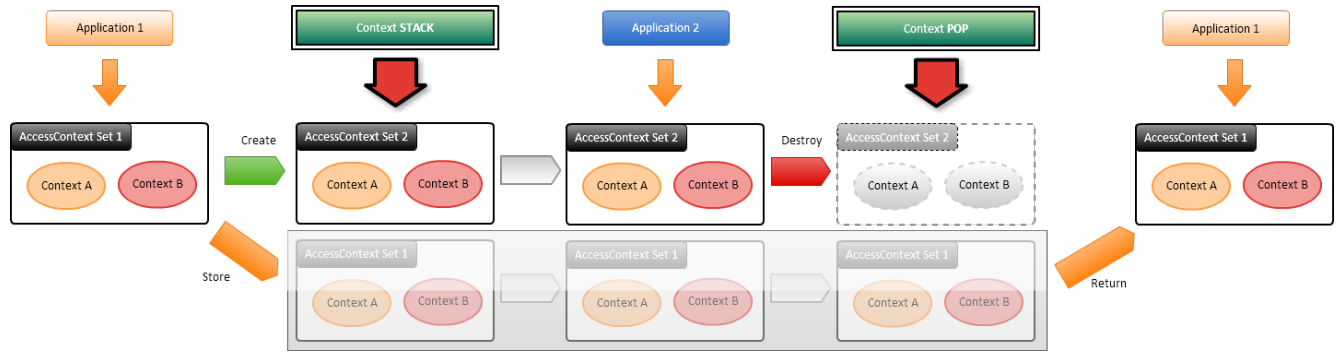 Application 1
Context STACK
Application 2
Context POP
Application 1
AccessContext Set 1
Context A
Context B
Create
AccessContext Set 2
Context A
Context B
AccessContext Set 2
Context A
Context B
Destroy
AccessContext Set 2
Context A
Context B
AccessContext Set 1
Context A
Context B
Store
AccessContext Set 1
Context A
Context B
AccessContext Set 1
Context A
Context B
AccessContext Set 1
Context A
Context B
Return